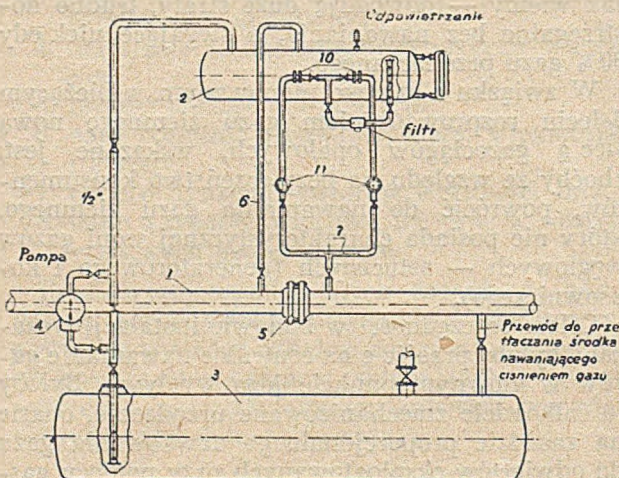 Odpowietrzanie
10
2
Filtr
½"
11
6
7
Pompa
1
4
5
Przewód do prze
tłaczania środka
nawaniającego
ciśnieniem gazu
3